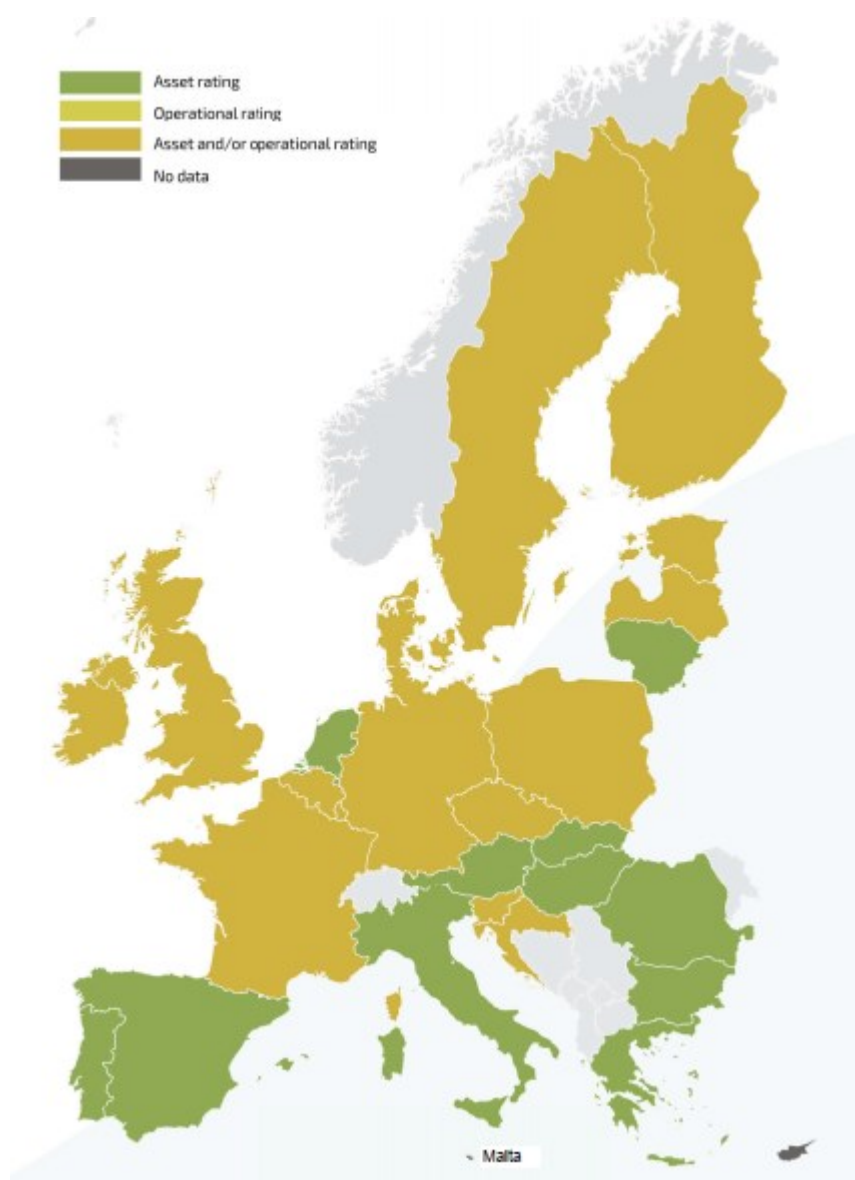 Asset rating
Operational rating
Asset and/or operational rating
No data
Malta